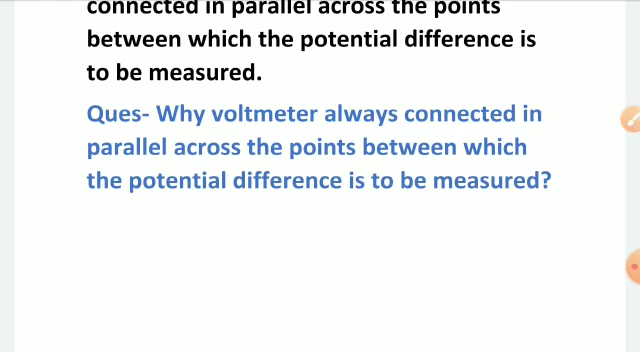 connected in parallel across the points
between which the potential difference is
to be measured.
Ques- Why voltmeter always connected in
parallel across the points between which
the potential difference is to be measured?